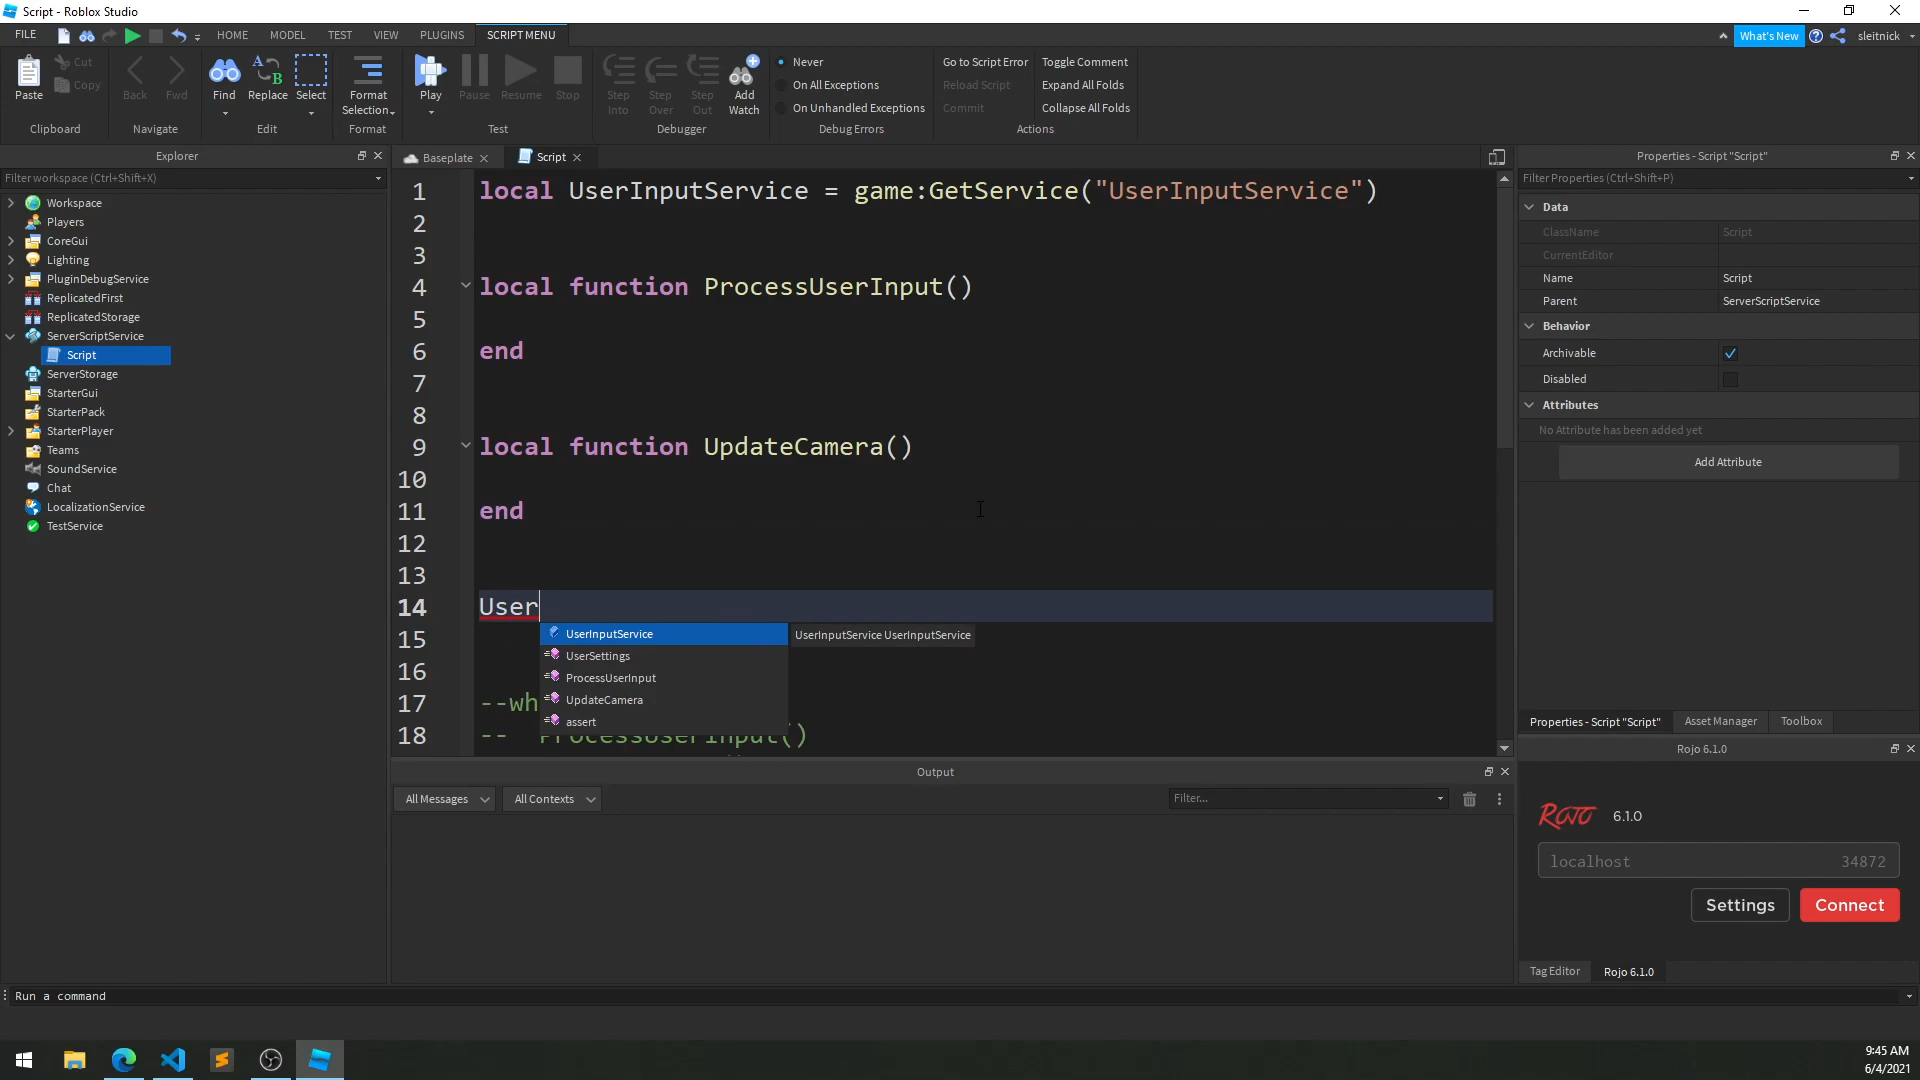 Script - Roblox Studio
FILE
HOME
MODEL
TEST
VIEW
PLUGINS
SCRIPT MENU
What's New
sleitnick
Paste
Cut
Copy
Clipboard
Back
Fwd
Navigate
Find
Replace
Select
Edit
Format
Selection
Format
Play
Pause
Resume
Stop
Test
Step
Into
Step
Over
Step
Out
Add
Watch
Debugger
Never
On All Exceptions
On Unhandled Exceptions
Debug Errors
Go to Script Error
Reload Script
Commit
Toggle Comment
Expand All Folds
Collapse All Folds
Actions
Explorer
Filter workspace (Ctrl+Shift+X)
Workspace
Players
CoreGui
Lighting
PluginDebugService
ReplicatedFirst
ReplicatedStorage
ServerScriptService
Script
ServerStorage
StarterGui
StarterPack
StarterPlayer
Teams
SoundService
Chat
LocalizationService
TestService
Baseplate
Script
1 local UserInputService = game:GetService("UserInputService")
2
3
4 local function ProcessUserInput()
5
6 end
7
8
9 local function UpdateCamera()
10
11 end
12
13
14 User
15
16
17 --wh
18 -- ProcessUserInput()
UserInputService
UserSettings
ProcessUserInput
UpdateCamera
assert
UserInputService UserInputService
Output
All Messages
All Contexts
Filter...
Properties - Script "Script"
Filter Properties (Ctrl+Shift+P)
Data
ClassName Script
CurrentEditor
Name Script
Parent ServerScriptService
Behavior
Archivable
Disabled
Attributes
No Attribute has been added yet
Add Attribute
Properties - Script "Script"
Asset Manager
Toolbox
Rojo 6.1.0
ROJO 6.1.0
localhost 34872
Settings
Connect
Tag Editor
Rojo 6.1.0
Run a command
9:45 AM
6/4/2021